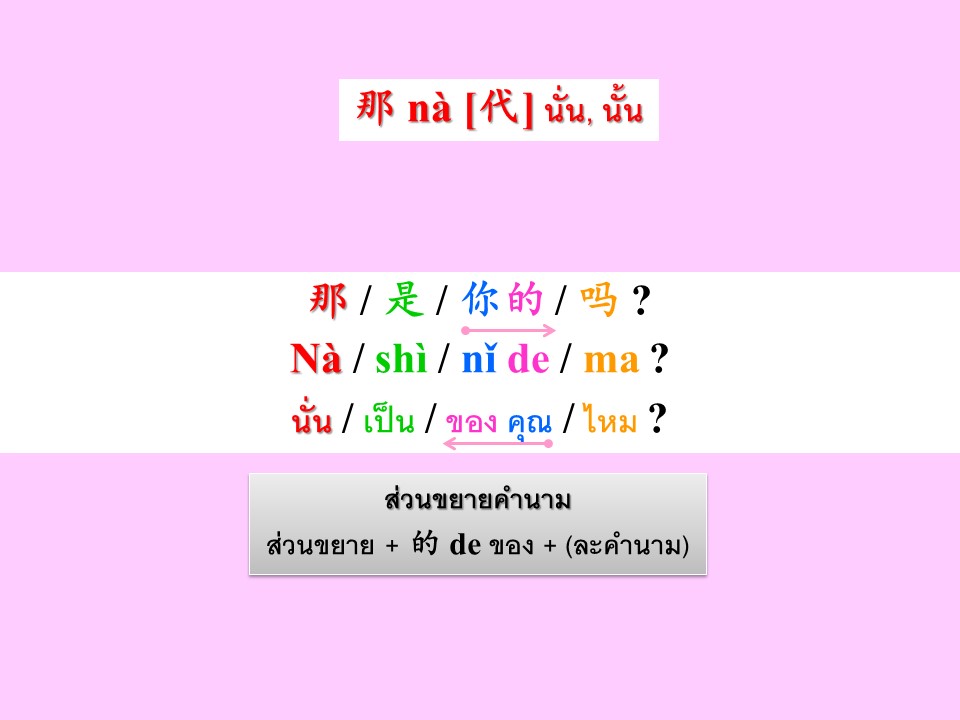 那 nà [代] นั่น, นั้น
那 / 是 / 你的 / 吗 ?
Nà / shì / nǐ de / ma ?
นั่น / เป็น / ของ คุณ / ไหม ?
ส่วนขยายคำนาม
ส่วนขยาย + 的 de ของ + (ละคำนาม)